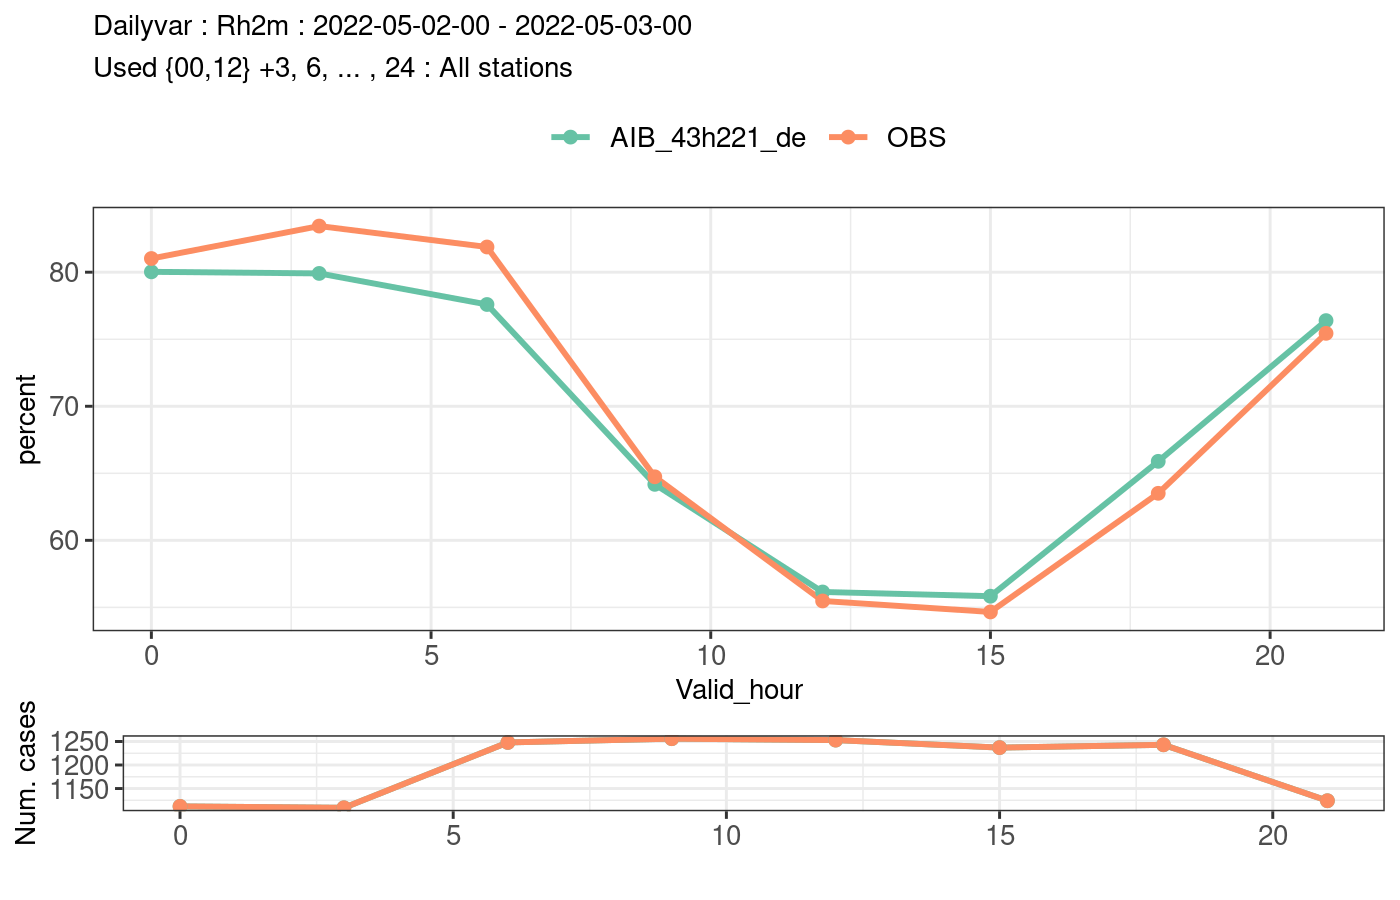 Dailyvar : Rh2m : 2022-05-02-00 - 2022-05-03-00
Used {00,12} +3, 6, ... , 24 : All stations
AIB_43h221_de OBS
percent
80
70
60
0 5 10 15 20
Valid_hour
Num. cases
1250
1200
1150
0 5 10 15 20